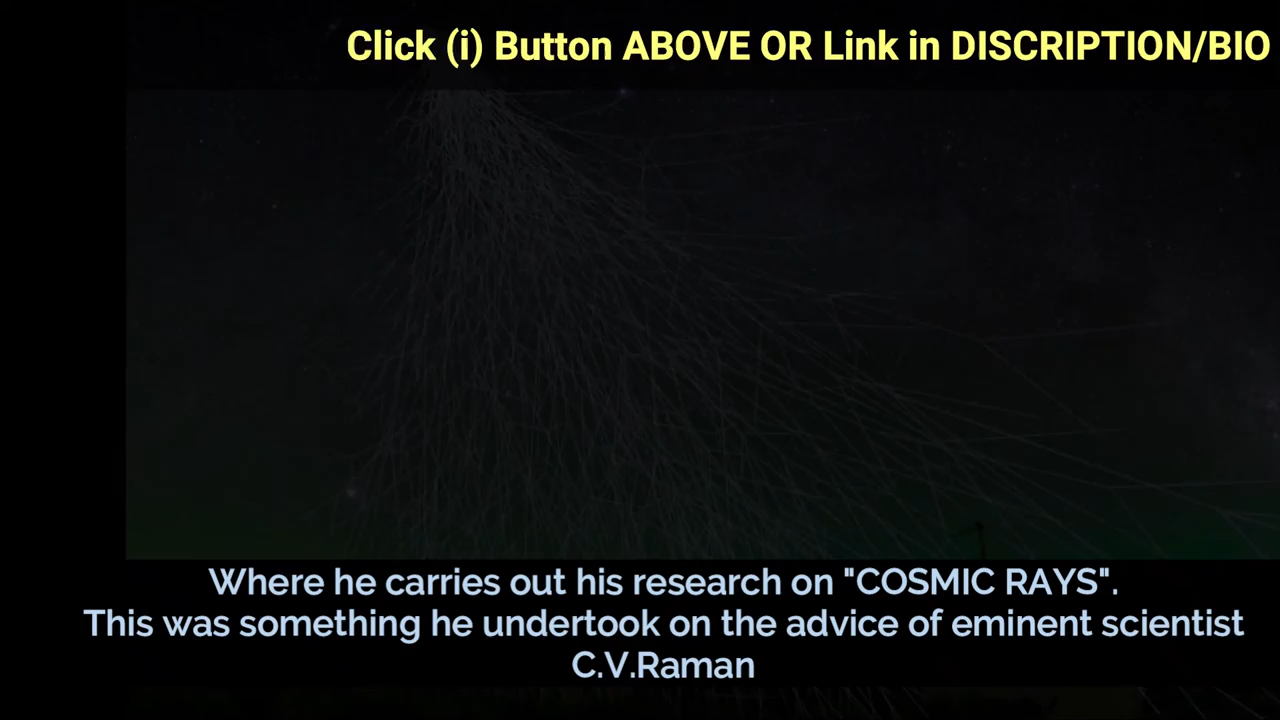 Click (i) Button ABOVE OR Link in DISCRIPTION/BIO
Where he carries out his research on "COSMIC RAYS".
This was something he undertook on the advice of eminent scientist
C.V.Raman